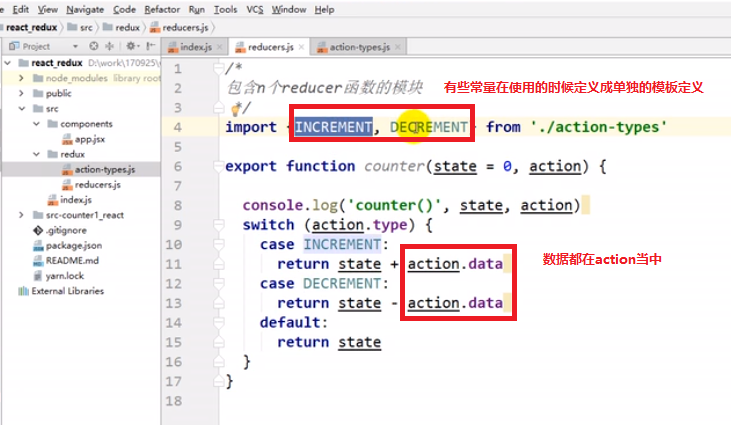 File Edit View Navigate Code Refactor Run Tools VCS Window Help
react_redux src redux reducers.js
Project
index.js reducers.js action-types.js
react_redux D:\work\170925\
node_modules library root
public
src
components
app.jsx
redux
action-types.js
reducers.js
index.js
src-counter1_react
.gitignore
package.json
README.md
yarn.lock
External Libraries
1 /*
2 包含n个reducer函数的模块
有些常量在使用的时候定义成单独的模板定义
3 */
4 import {INCREMENT, DECREMENT} from './action-types'
5
6 export function counter(state = 0, action) {
7
8 console.log('counter()', state, action)
9 switch (action.type) {
10 case INCREMENT:
11 return state + action.data
数据都在action当中
12 case DECREMENT:
13 return state - action.data
14 default:
15 return state
16 }
17 }
18